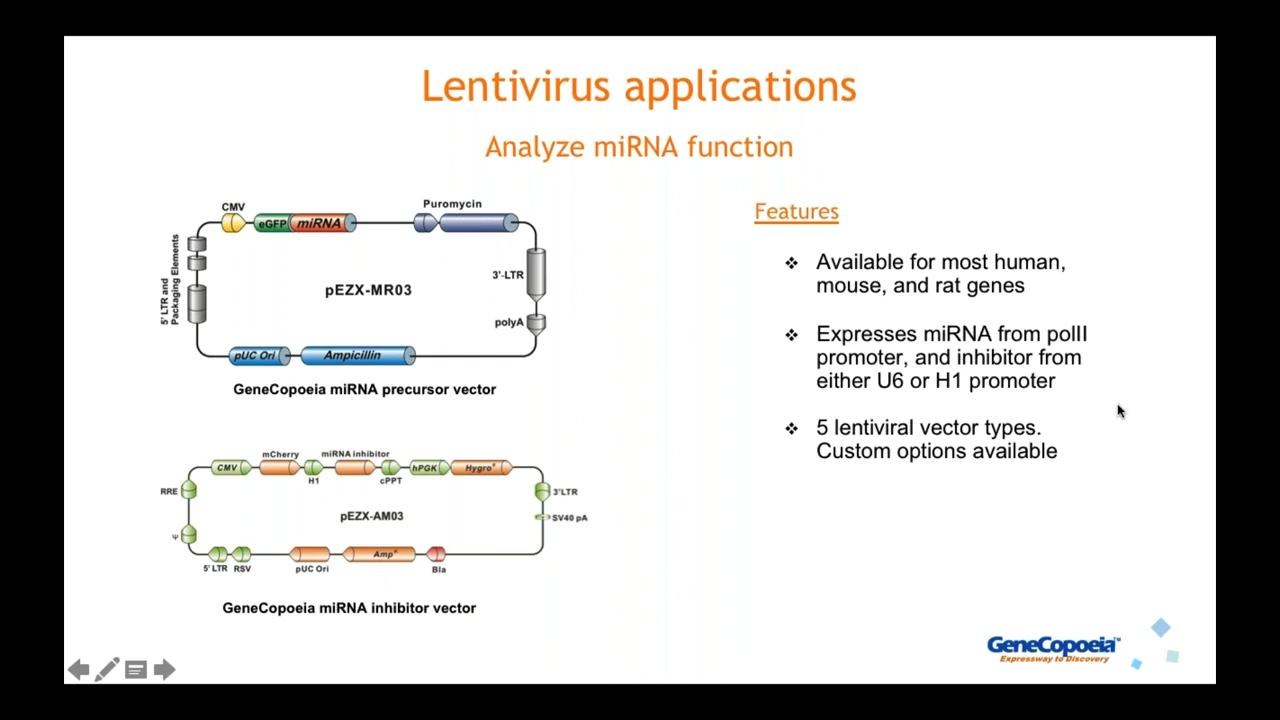 Lentivirus applications
Analyze miRNA function
CMV
eGFP
miRNA
Puromycin
5' LTR and
Packaging Elements
3'-LTR
pEZX-MR03
polyA
pUC Ori
Ampicillin
GeneCopoeia miRNA precursor vector
CMV
mCherry
H1
miRNA inhibitor
cPPT
hPGK
Hygro
RRE
3'LTR
pEZX-AM03
SV40 pA
Ψ
5' LTR
RSV
pUC Ori
Amp
Bla
GeneCopoeia miRNA inhibitor vector
Features
❖ Available for most human,
mouse, and rat genes
❖ Expresses miRNA from polII
promoter, and inhibitor from
either U6 or H1 promoter
❖ 5 lentiviral vector types.
Custom options available
GeneCopoeia™
Expressway to Discovery